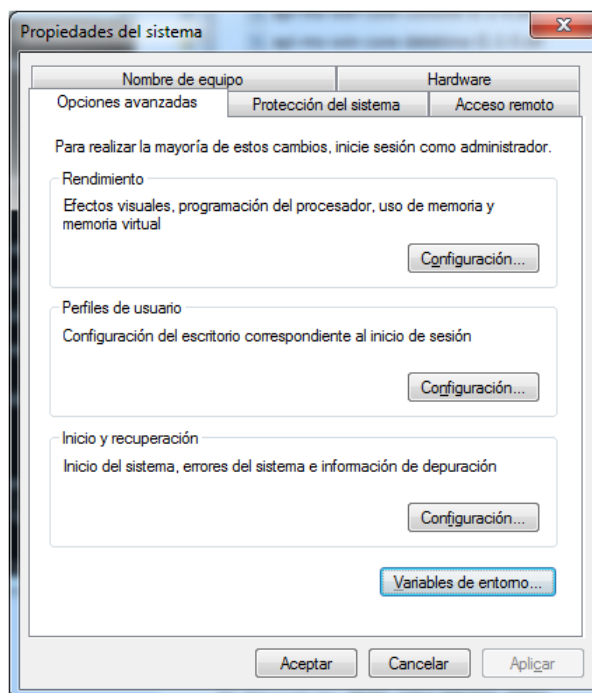 Propiedades del sistema
Nombre de equipo
Hardware
Opciones avanzadas
Protección del sistema
Acceso remoto
Para realizar la mayoría de estos cambios, inicie sesión como administrador.
Rendimiento
Efectos visuales, programación del procesador, uso de memoria y
memoria virtual
Configuración...
Perfiles de usuario
Configuración del escritorio correspondiente al inicio de sesión
Configuración...
Inicio y recuperación
Inicio del sistema, errores del sistema e información de depuración
Configuración...
Variables de entorno...
Aceptar
Cancelar
Aplicar